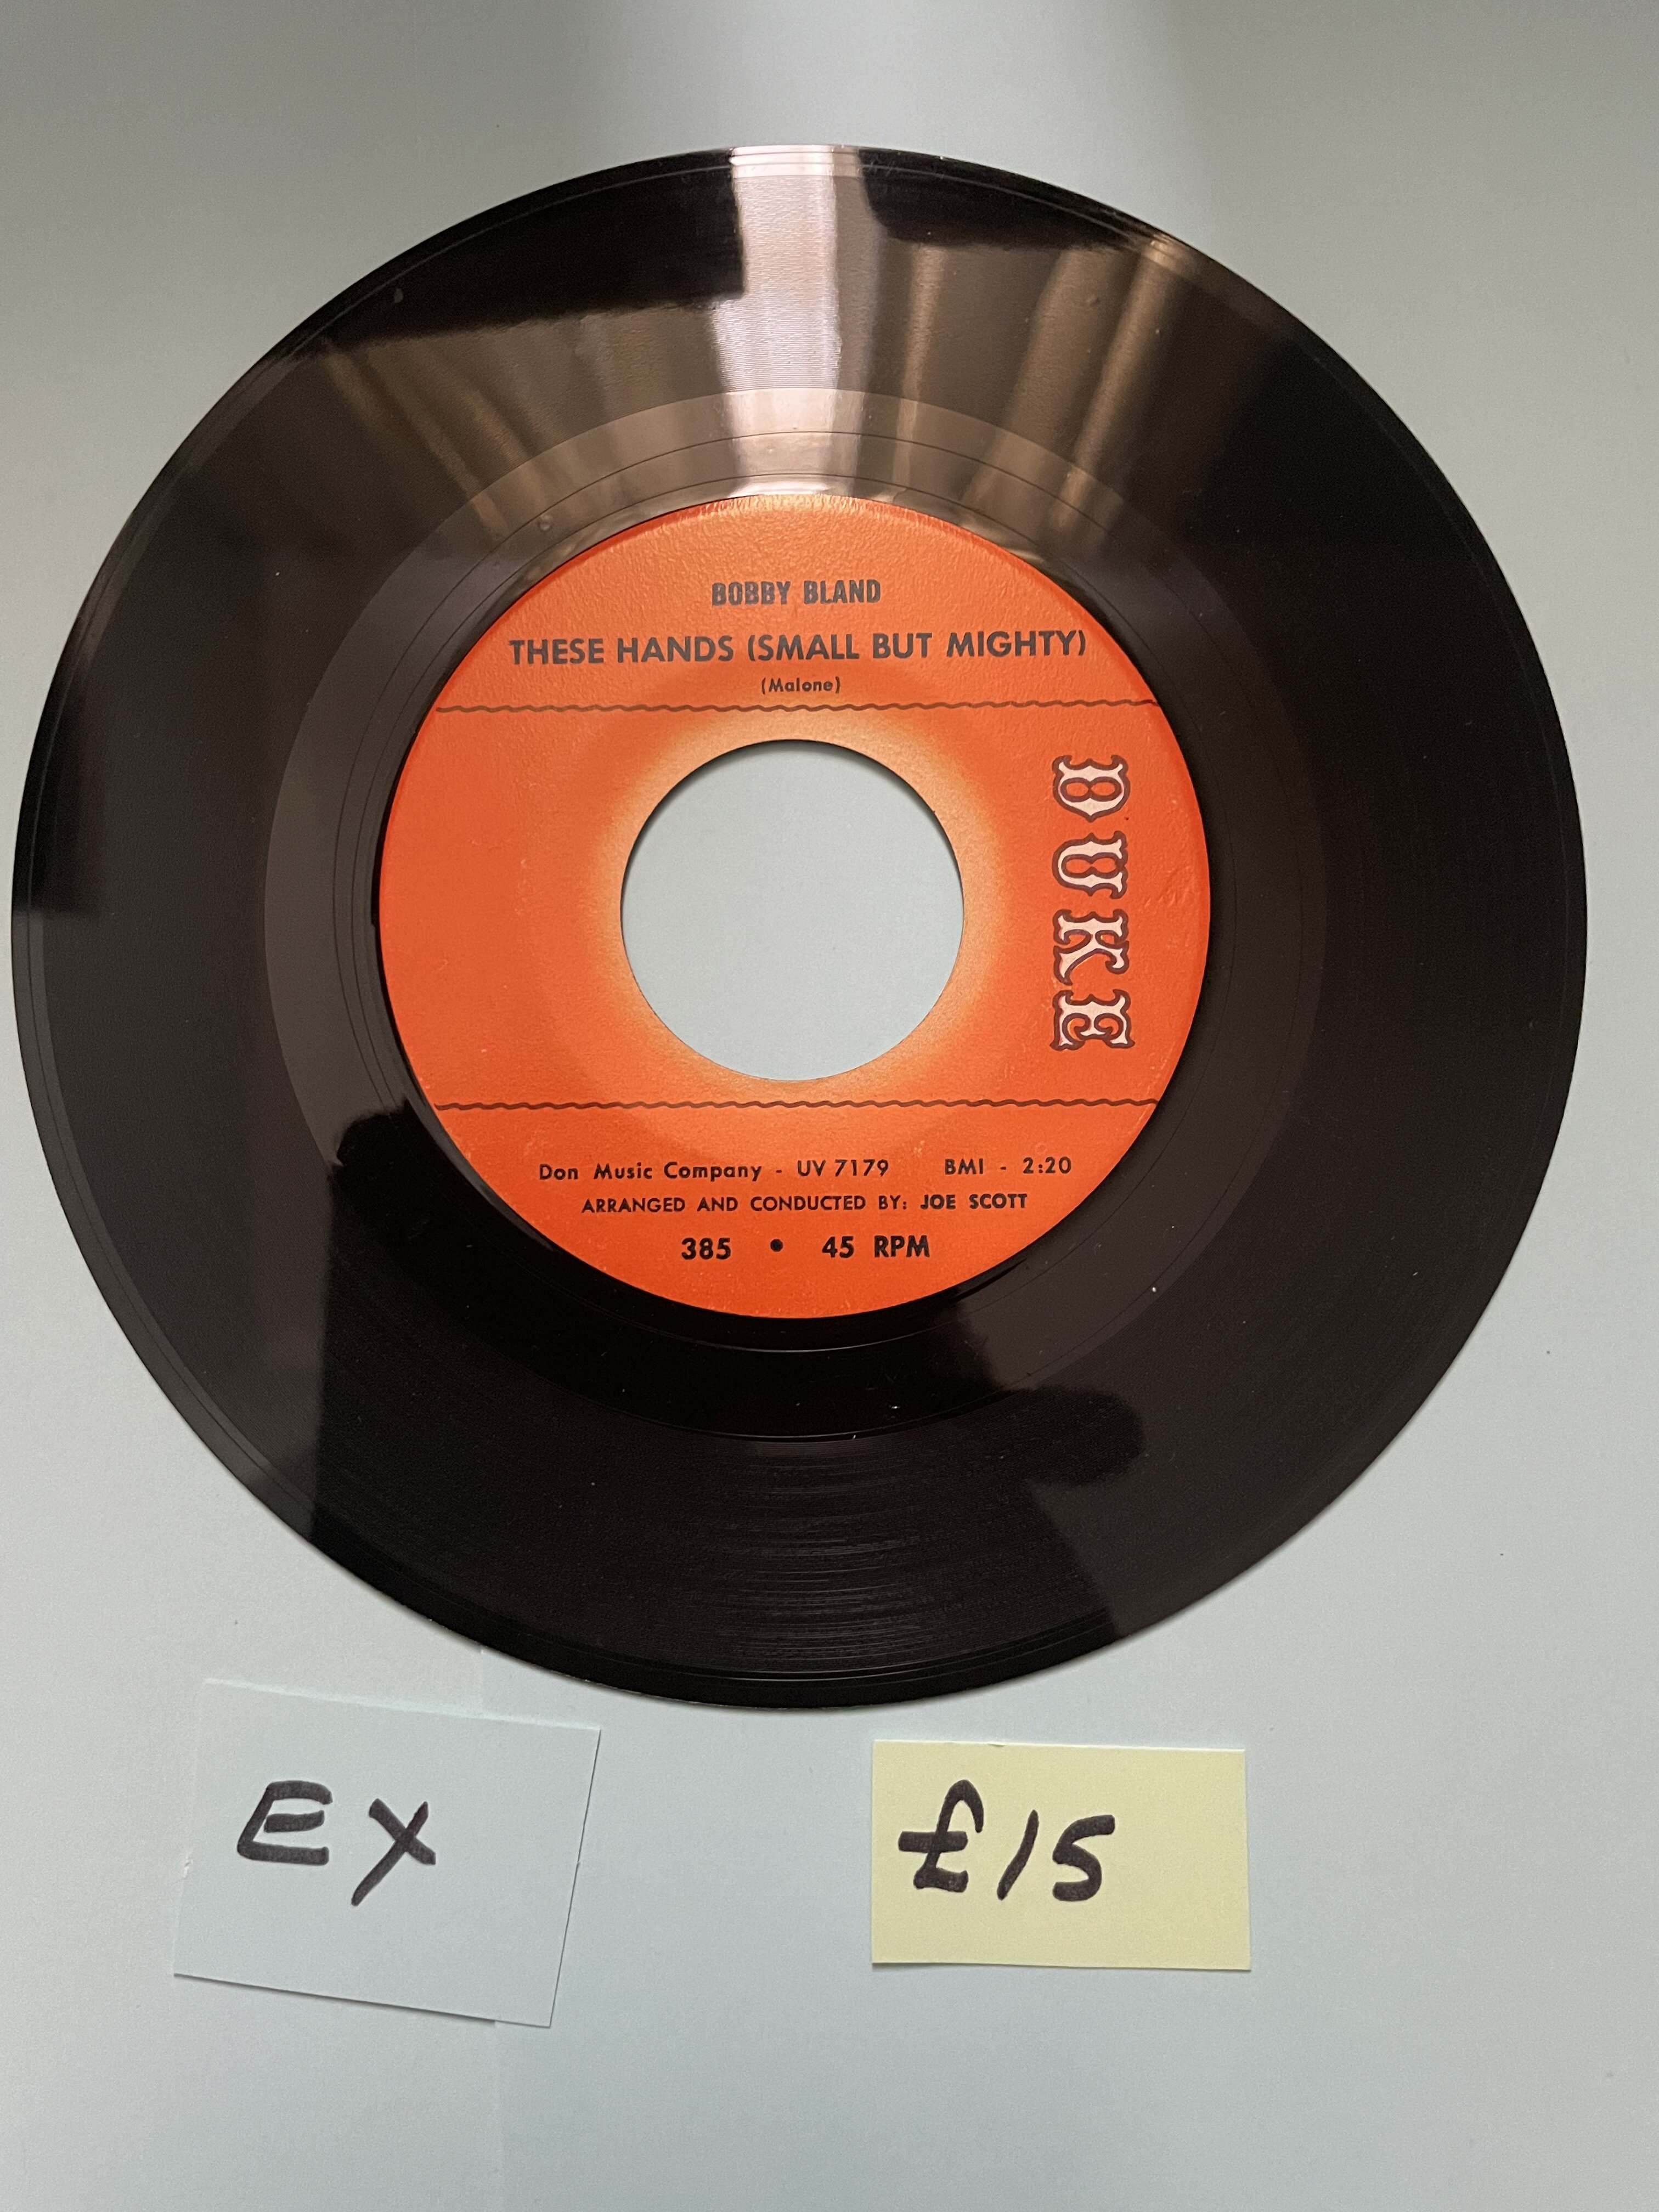 BOBBY BLAND
THESE HANDS (SMALL BUT MIGHTY)
(Malone)
DUKE
Don Music Company - UV 7179 BMI - 2:20
ARRANGED AND CONDUCTED BY: JOE SCOTT
385 • 45 RPM
EX
£15